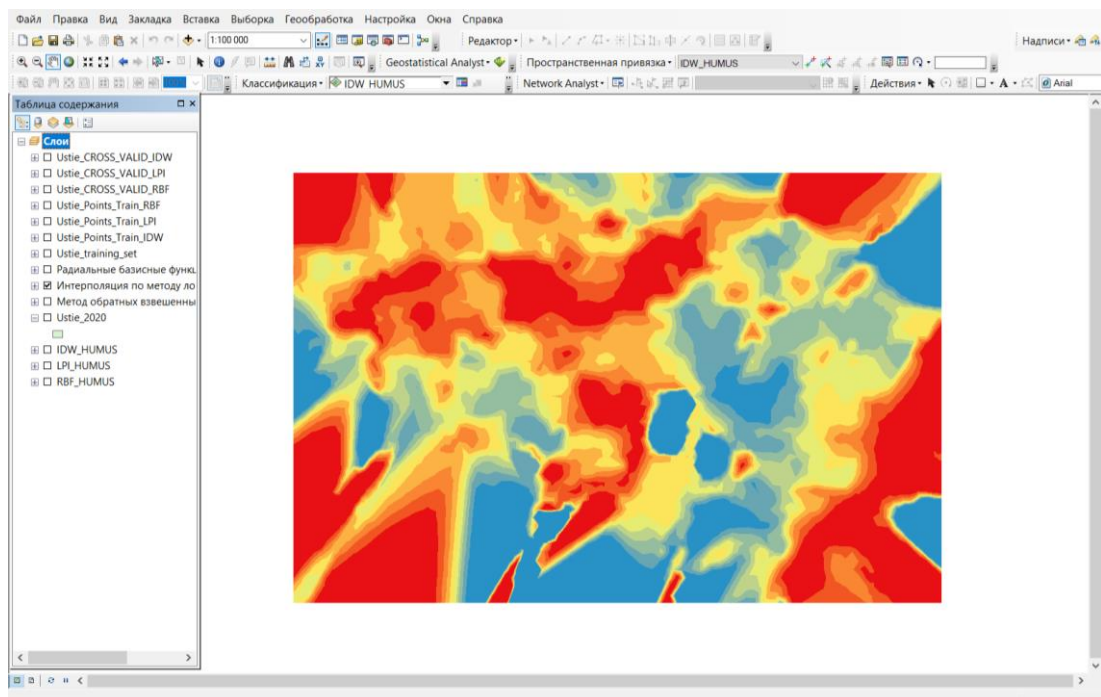 Файл Правка Вид Закладка Вставка Выборка Геообработка Настройка Окна Справка
1:100 000 Редактор Надписи
Geostatistical Analyst Пространственная привязка IDW_HUMUS
Классификация IDW HUMUS Network Analyst Действия A Arial
Таблица содержания
Слои
Ustie_CROSS_VALID_IDW
Ustie_CROSS_VALID_LPI
Ustie_CROSS_VALID_RBF
Ustie_Points_Train_RBF
Ustie_Points_Train_LPI
Ustie_Points_Train_IDW
Ustie_training_set
Радиальные базисные функц
Интерполяция по методу ло
Метод обратных взвешенны
Ustie_2020
IDW_HUMUS
LPI_HUMUS
RBF_HUMUS